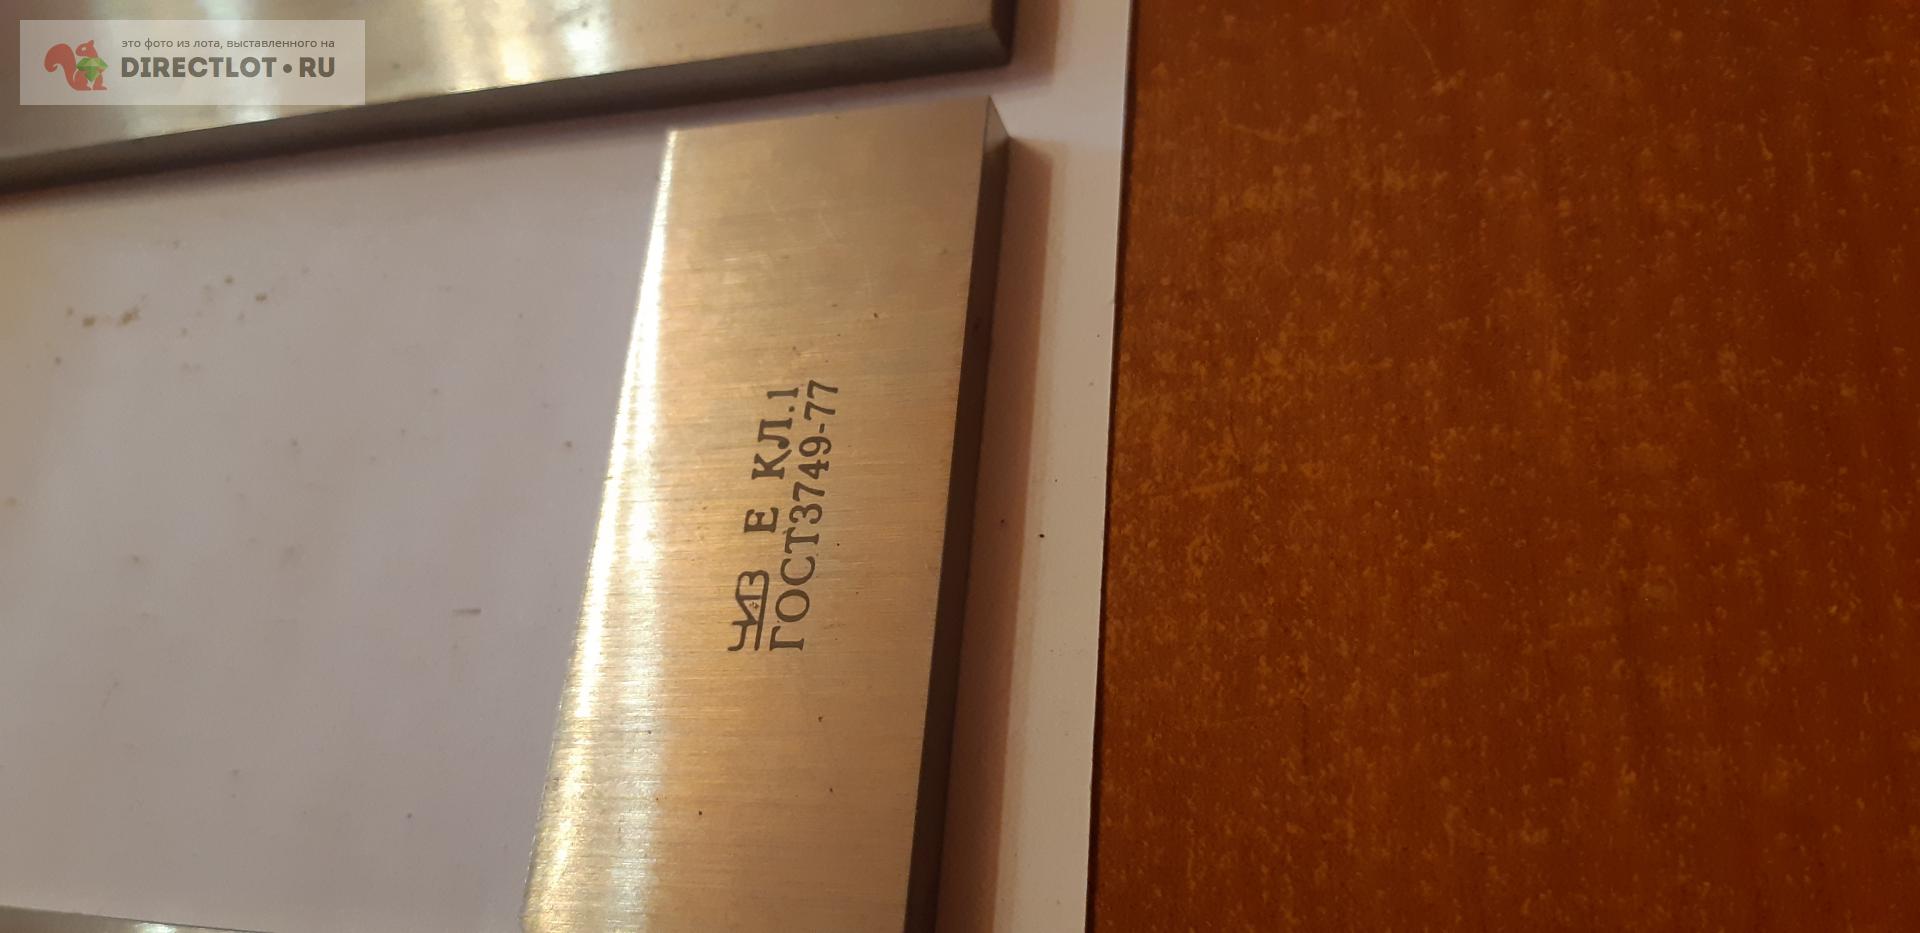 это фото из лота, выставленного на
DIRECTLOT•RU
ЧИЗ Е КЛ.1
ГОСТ3749-77